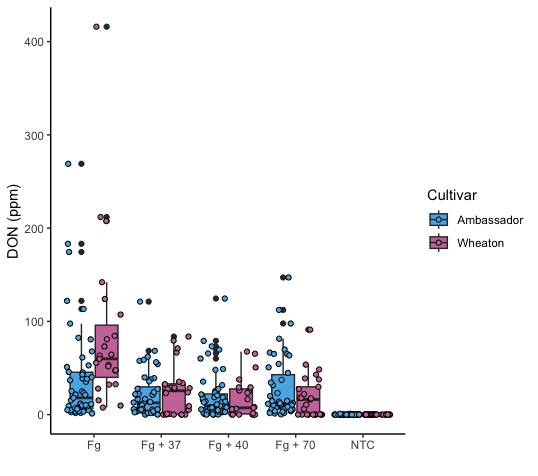 DON (ppm)
400
300
200
100
0
Fg
Fg + 37
Fg + 40
Fg + 70
NTC
Cultivar
Ambassador
Wheaton